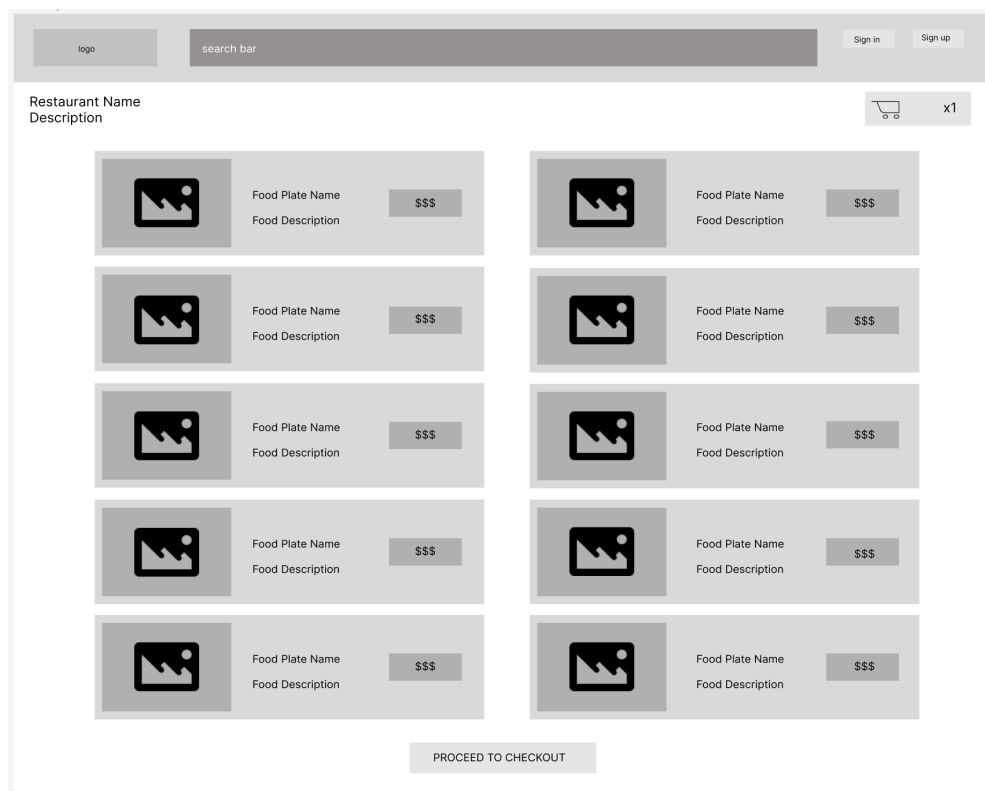 logo
search bar
Sign in
Sign up
Restaurant Name
Description
x1
Food Plate Name
Food Description
$$$
Food Plate Name
Food Description
$$$
Food Plate Name
Food Description
$$$
Food Plate Name
Food Description
$$$
Food Plate Name
Food Description
$$$
Food Plate Name
Food Description
$$$
Food Plate Name
Food Description
$$$
Food Plate Name
Food Description
$$$
Food Plate Name
Food Description
$$$
Food Plate Name
Food Description
$$$
PROCEED TO CHECKOUT